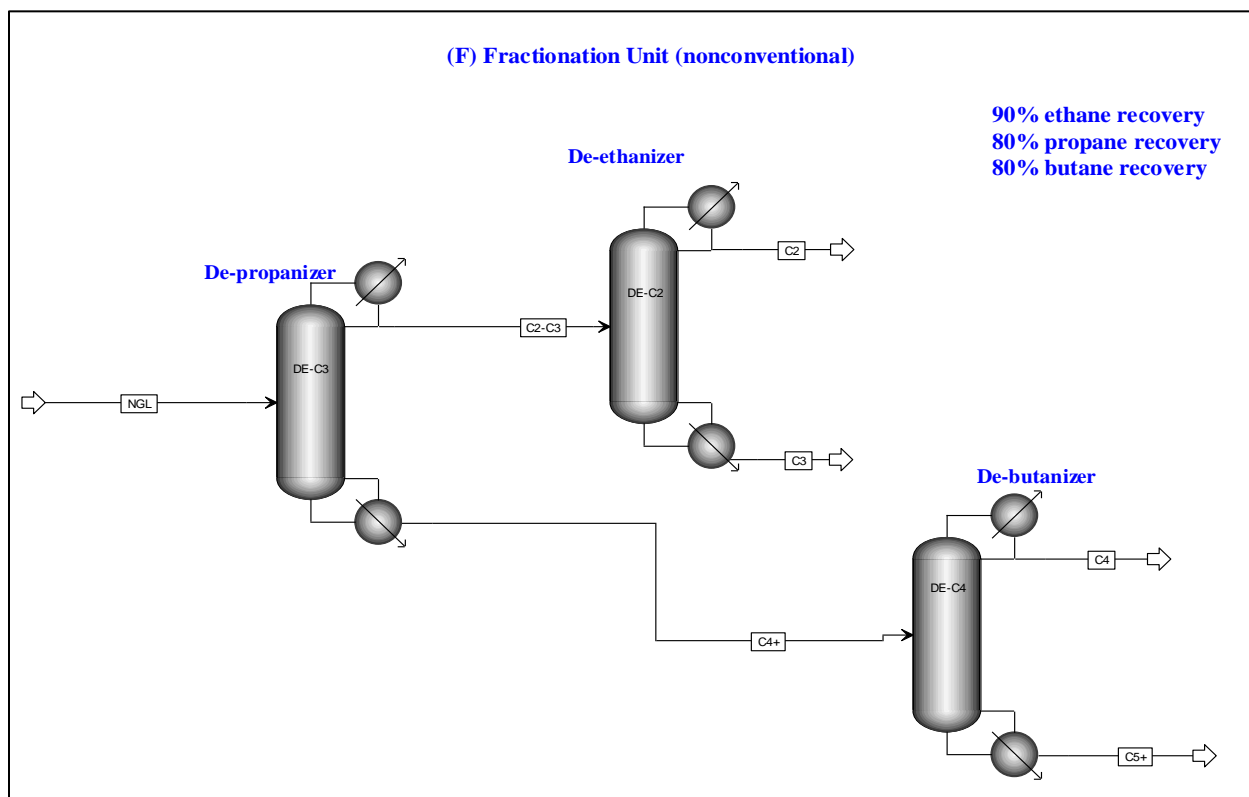 (F) Fractionation Unit (nonconventional)
90% ethane recovery
80% propane recovery
80% butane recovery
De-ethanizer
De-propanizer
DE-C2
C2
DE-C3
C2-C3
NGL
C3
De-butanizer
DE-C4
C4
C4+
C5+